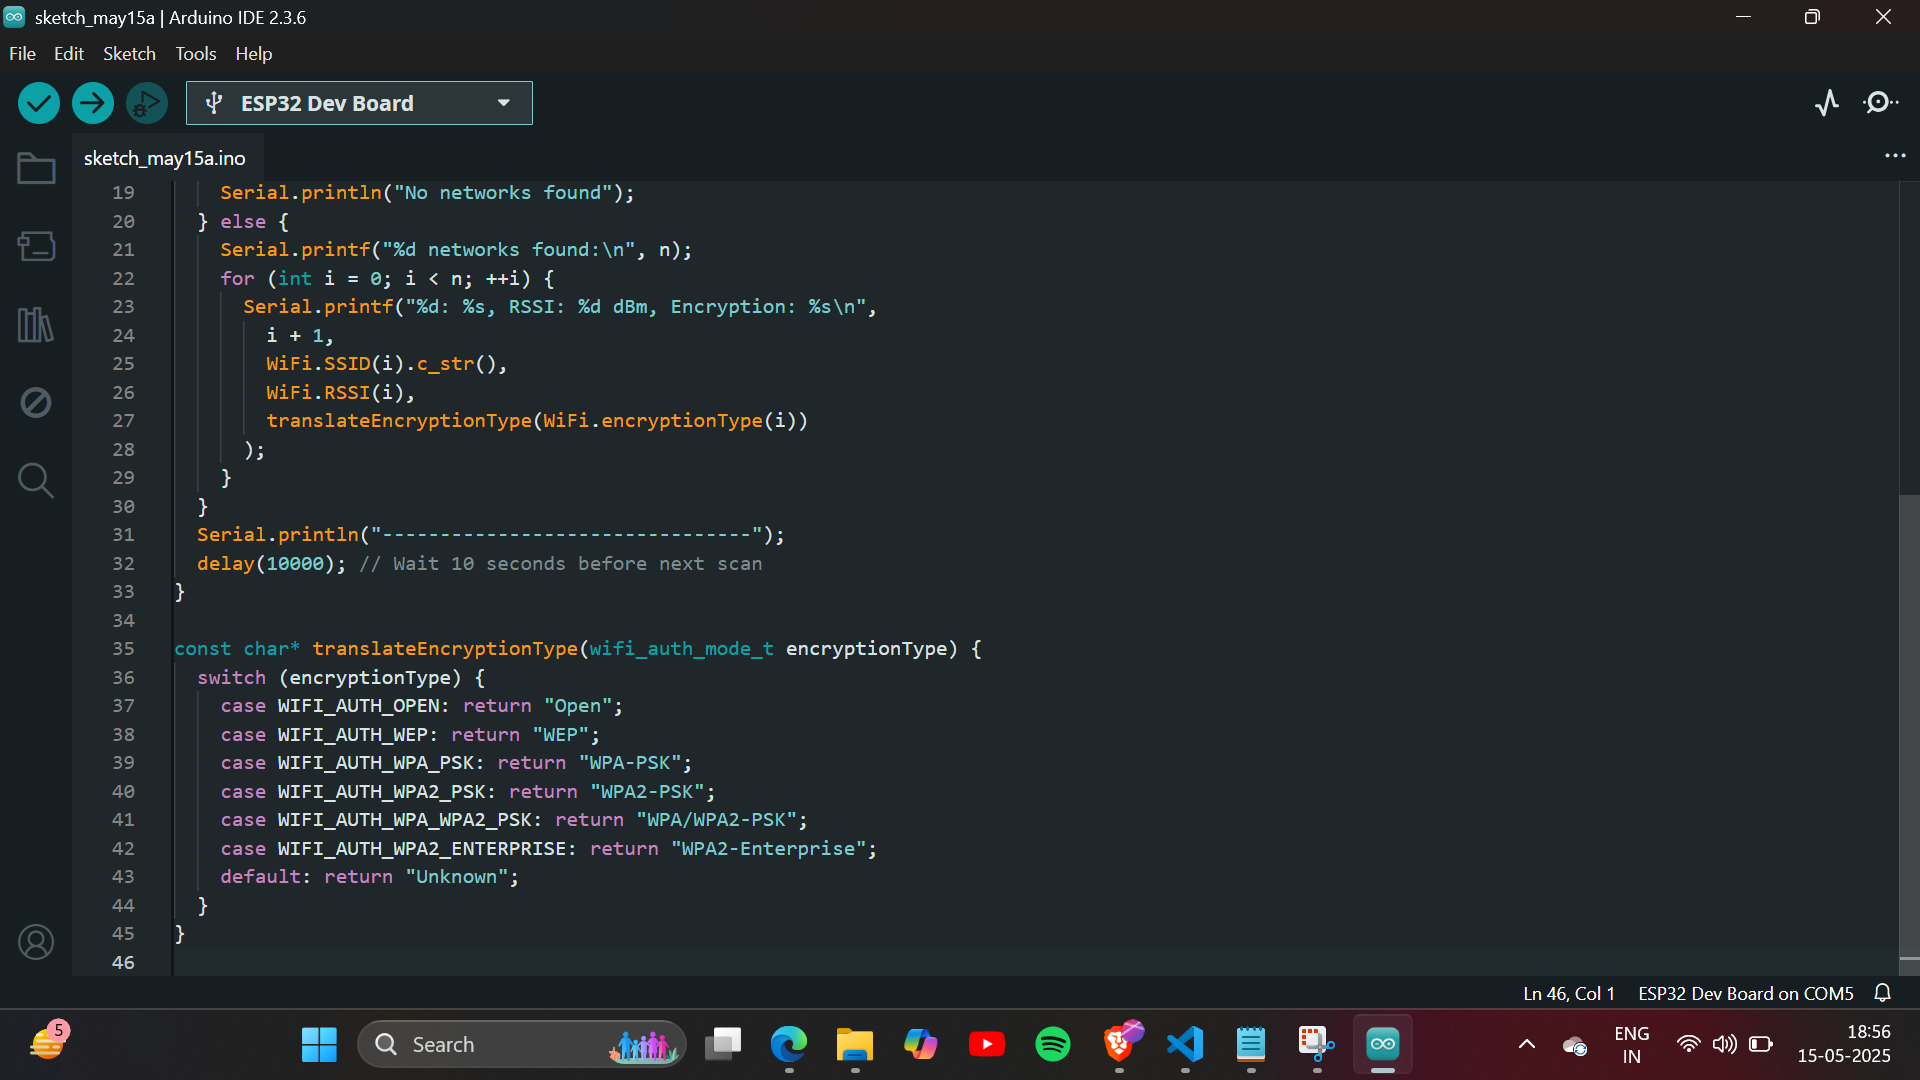 sketch_may15a | Arduino IDE 2.3.6
File Edit Sketch Tools Help
ESP32 Dev Board
sketch_may15a.ino
19 Serial.println("No networks found");
20 } else {
21 Serial.printf("%d networks found:\n", n);
22 for (int i = 0; i < n; ++i) {
23 Serial.printf("%d: %s, RSSI: %d dBm, Encryption: %s\n",
24 i + 1,
25 WiFi.SSID(i).c_str(),
26 WiFi.RSSI(i),
27 translateEncryptionType(WiFi.encryptionType(i))
28 );
29 }
30 }
31 Serial.println("--------------------------------");
32 delay(10000); // Wait 10 seconds before next scan
33 }
34
35 const char* translateEncryptionType(wifi_auth_mode_t encryptionType) {
36 switch (encryptionType) {
37 case WIFI_AUTH_OPEN: return "Open";
38 case WIFI_AUTH_WEP: return "WEP";
39 case WIFI_AUTH_WPA_PSK: return "WPA-PSK";
40 case WIFI_AUTH_WPA2_PSK: return "WPA2-PSK";
41 case WIFI_AUTH_WPA_WPA2_PSK: return "WPA/WPA2-PSK";
42 case WIFI_AUTH_WPA2_ENTERPRISE: return "WPA2-Enterprise";
43 default: return "Unknown";
44 }
45 }
46
Ln 46, Col 1 ESP32 Dev Board on COM5
5
Search
ENG
IN
18:56
15-05-2025